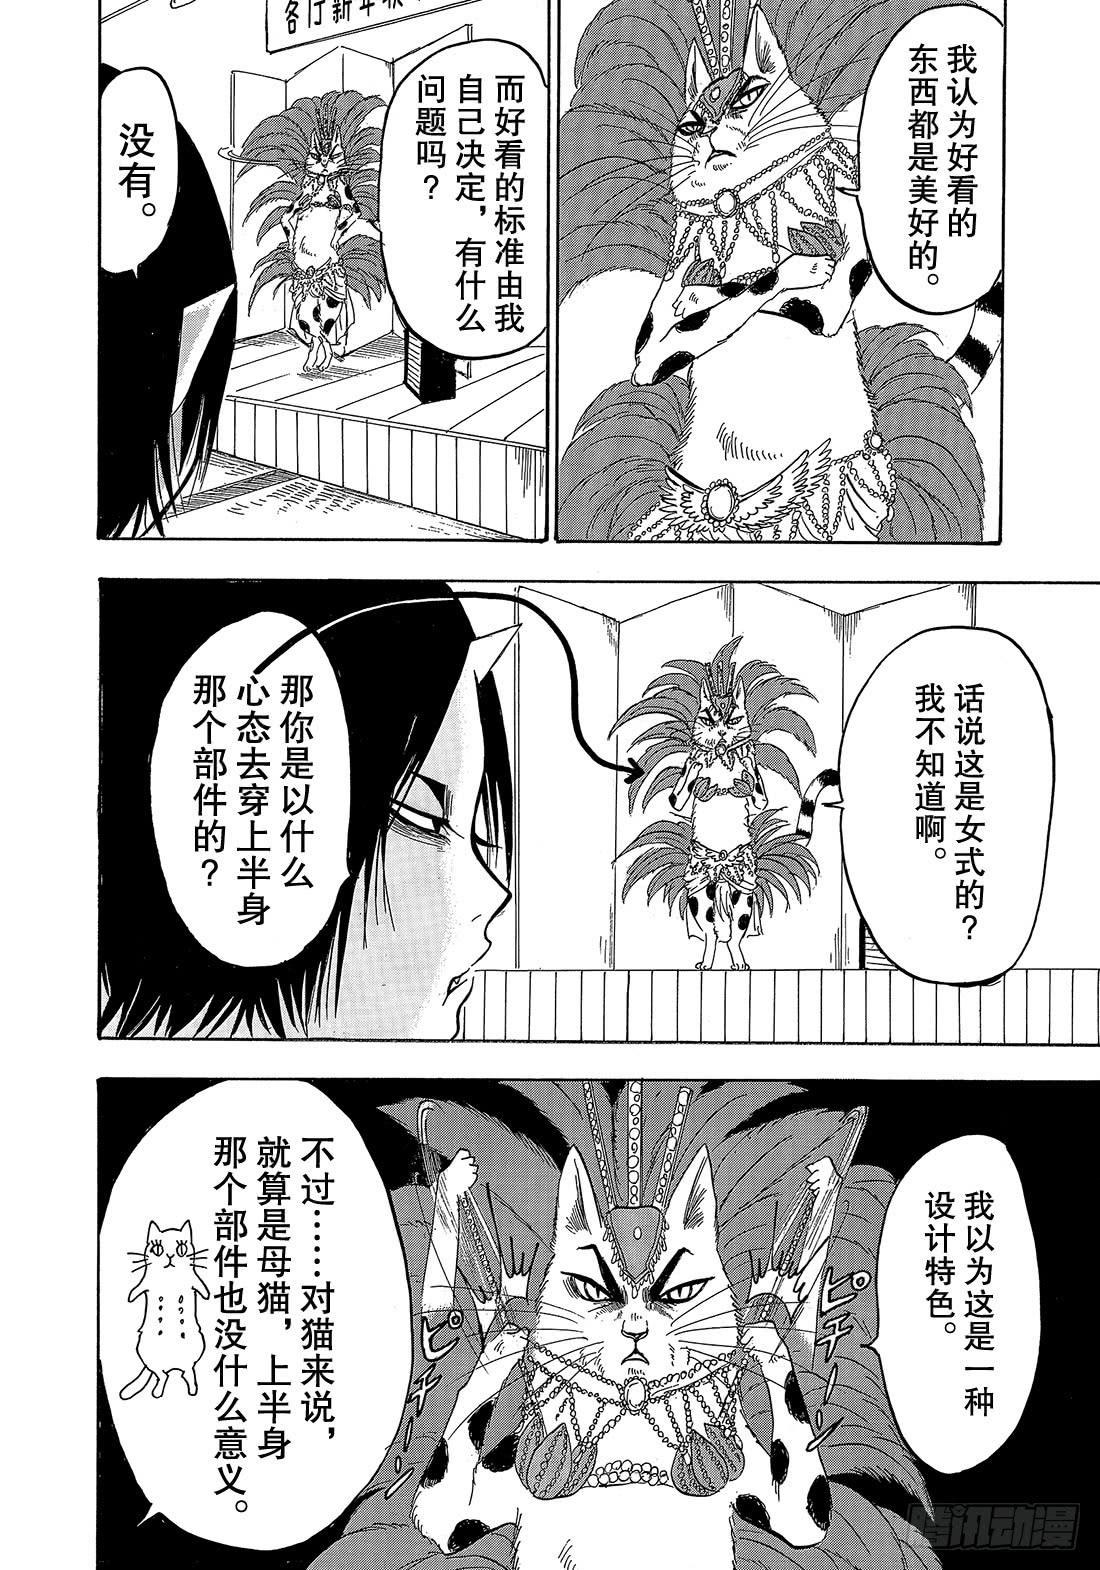 我认为好看的
东西都是美好的。
各厅新年
而好看的标准由我
自己决定，有什么
问题吗？
没有。
话说这是女式的？
我不知道啊。
那你是以什么
心态去穿上半身
那个部件的？
我以为这是一种
设计特色。
ピチー
ピチー
不过……对猫来说，
就算是母猫，上半身
那个部件也没什么意义。
腾讯动漫